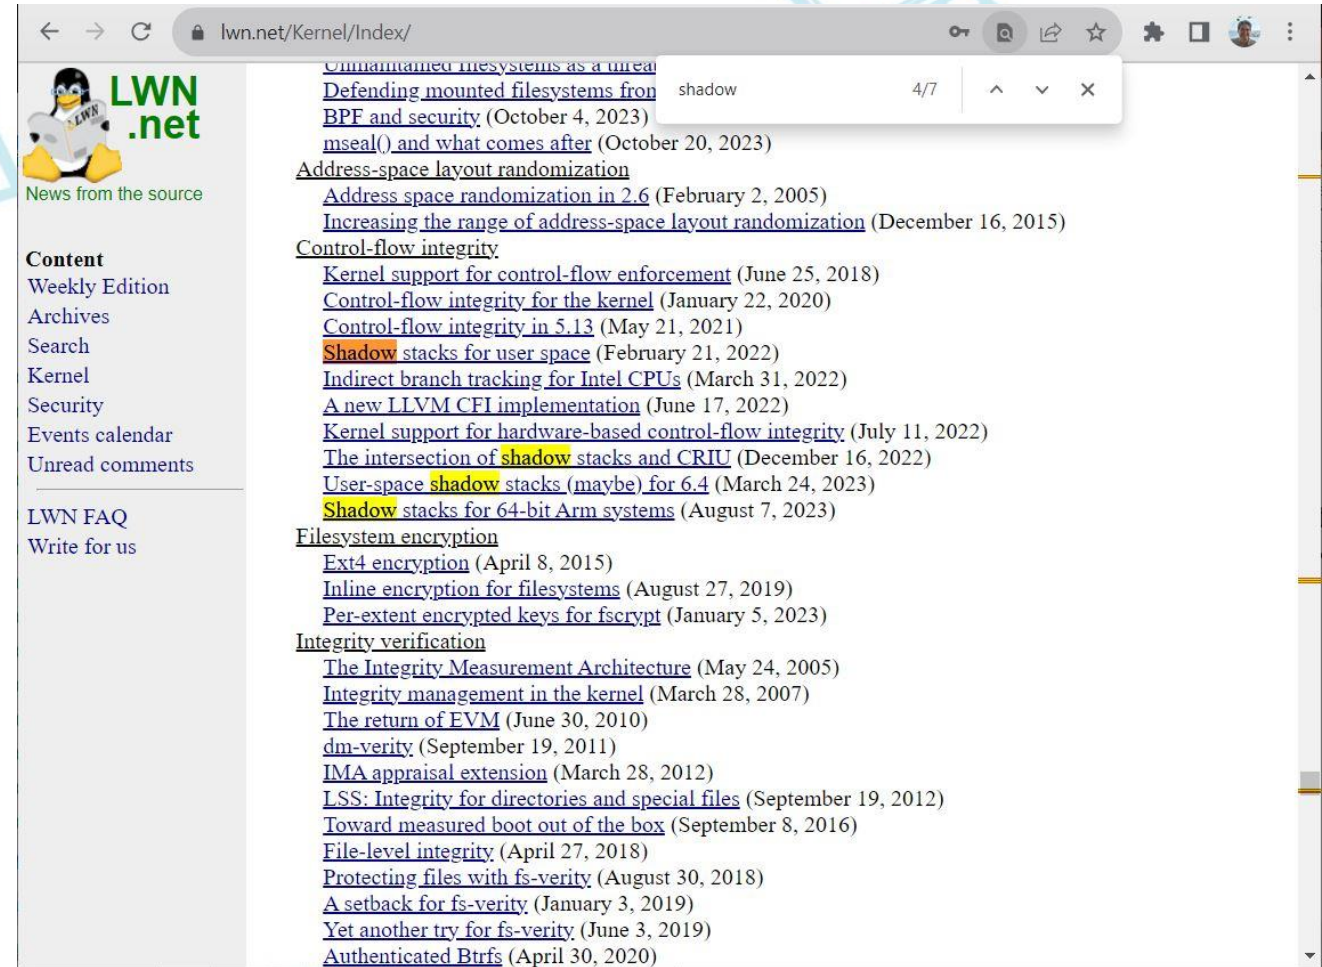 lwn.net/Kernel/Index/
shadow
4/7
LWN
.net
LWN
News from the source
Content
Weekly Edition
Archives
Search
Kernel
Security
Events calendar
Unread comments
LWN FAQ
Write for us
Unmaintained filesystems as a threat
Defending mounted filesystems from
BPF and security (October 4, 2023)
mseal() and what comes after (October 20, 2023)
Address-space layout randomization
Address space randomization in 2.6 (February 2, 2005)
Increasing the range of address-space layout randomization (December 16, 2015)
Control-flow integrity
Kernel support for control-flow enforcement (June 25, 2018)
Control-flow integrity for the kernel (January 22, 2020)
Control-flow integrity in 5.13 (May 21, 2021)
Shadow stacks for user space (February 21, 2022)
Indirect branch tracking for Intel CPUs (March 31, 2022)
A new LLVM CFI implementation (June 17, 2022)
Kernel support for hardware-based control-flow integrity (July 11, 2022)
The intersection of shadow stacks and CRIU (December 16, 2022)
User-space shadow stacks (maybe) for 6.4 (March 24, 2023)
Shadow stacks for 64-bit Arm systems (August 7, 2023)
Filesystem encryption
Ext4 encryption (April 8, 2015)
Inline encryption for filesystems (August 27, 2019)
Per-extent encrypted keys for fscrypt (January 5, 2023)
Integrity verification
The Integrity Measurement Architecture (May 24, 2005)
Integrity management in the kernel (March 28, 2007)
The return of EVM (June 30, 2010)
dm-verity (September 19, 2011)
IMA appraisal extension (March 28, 2012)
LSS: Integrity for directories and special files (September 19, 2012)
Toward measured boot out of the box (September 8, 2016)
File-level integrity (April 27, 2018)
Protecting files with fs-verity (August 30, 2018)
A setback for fs-verity (January 3, 2019)
Yet another try for fs-verity (June 3, 2019)
Authenticated Btrfs (April 30, 2020)